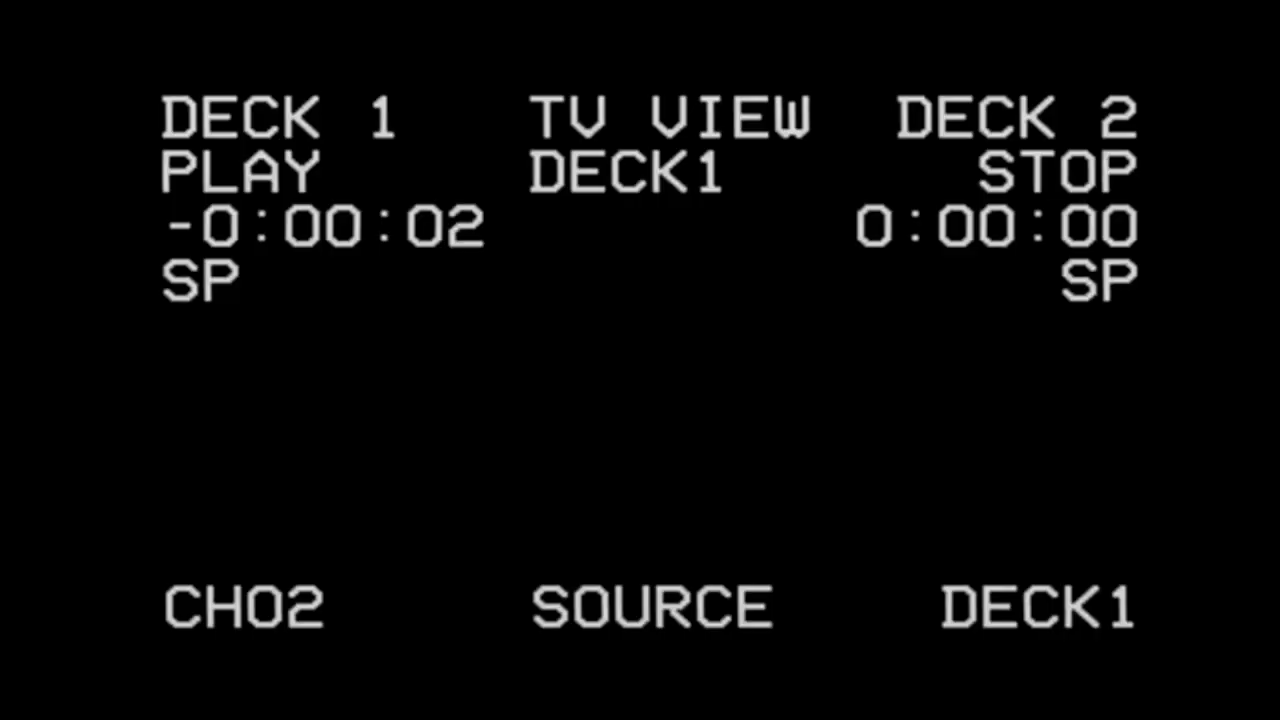 DECK 1 TV VIEW DECK 2
PLAY DECK1 STOP
-0:00:02 0:00:00
SP SP
CH02 SOURCE DECK1